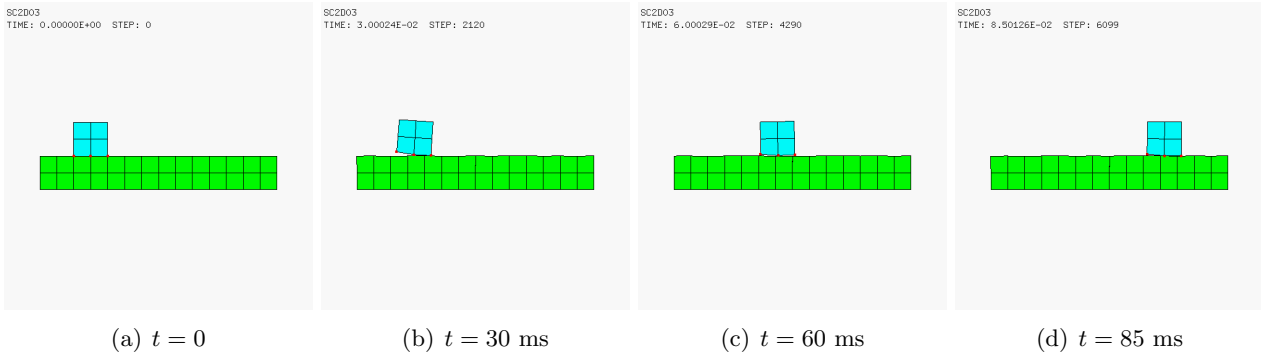 SC2D03
TIME: 0.00000E+00 STEP: 0
SC2D03
TIME: 3.00024E-02 STEP: 2120
SC2D03
TIME: 6.00029E-02 STEP: 4290
SC2D03
TIME: 8.50126E-02 STEP: 6099
(a) t = 0
(b) t = 30 ms
(c) t = 60 ms
(d) t = 85 ms